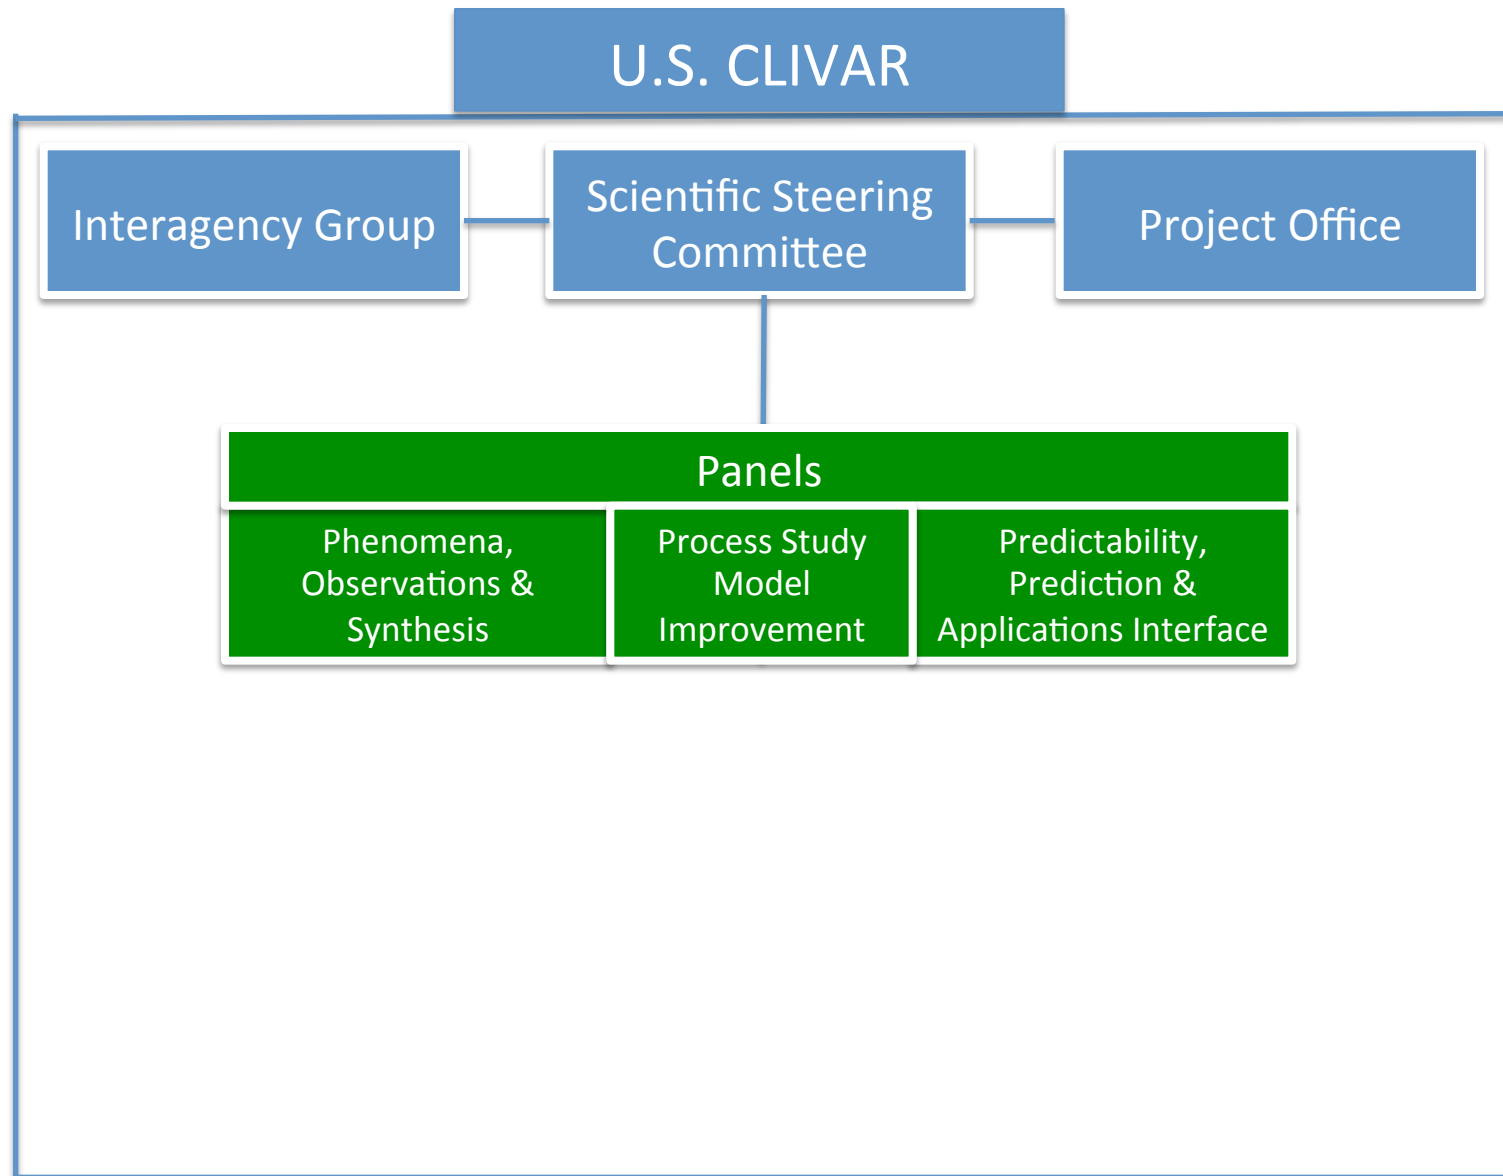 U.S. CLIVAR
Interagency Group
Scientific Steering
Committee
Project Office
Panels
Phenomena,
Observations &
Synthesis
Process Study
Model
Improvement
Predictability,
Prediction &
Applications Interface